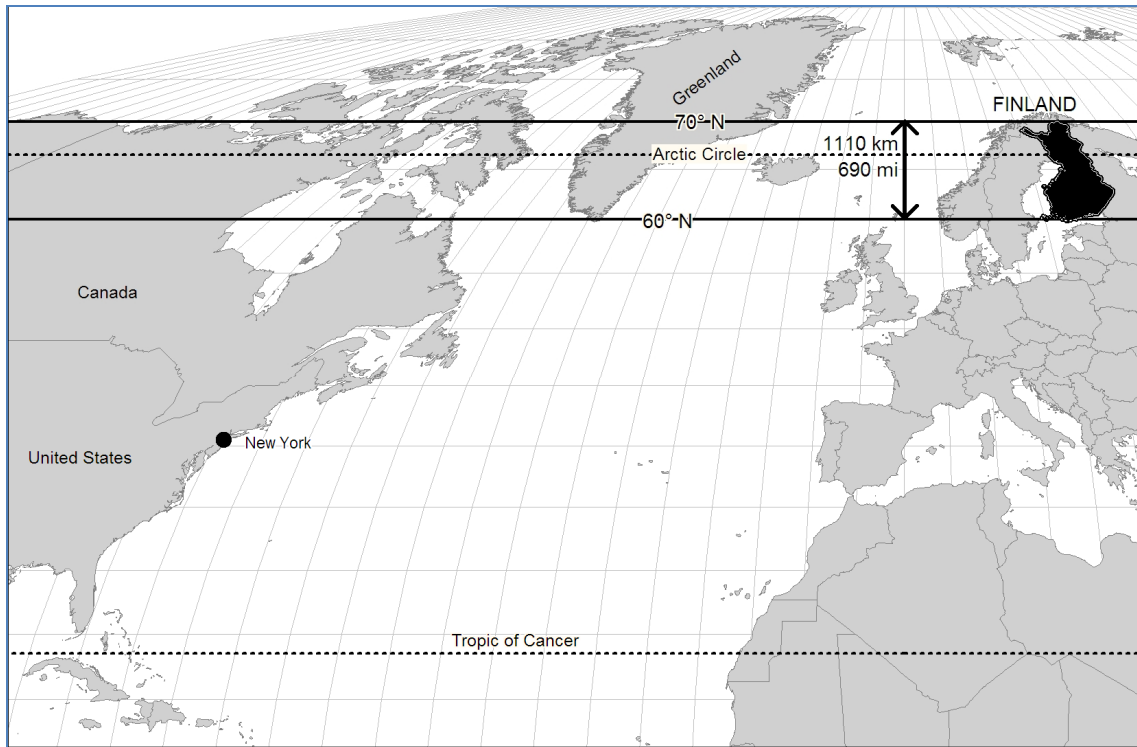 Greenland
FINLAND
70° N
1110 km
Arctic Circle
690 mi
60° N
Canada
New York
United States
Tropic of Cancer